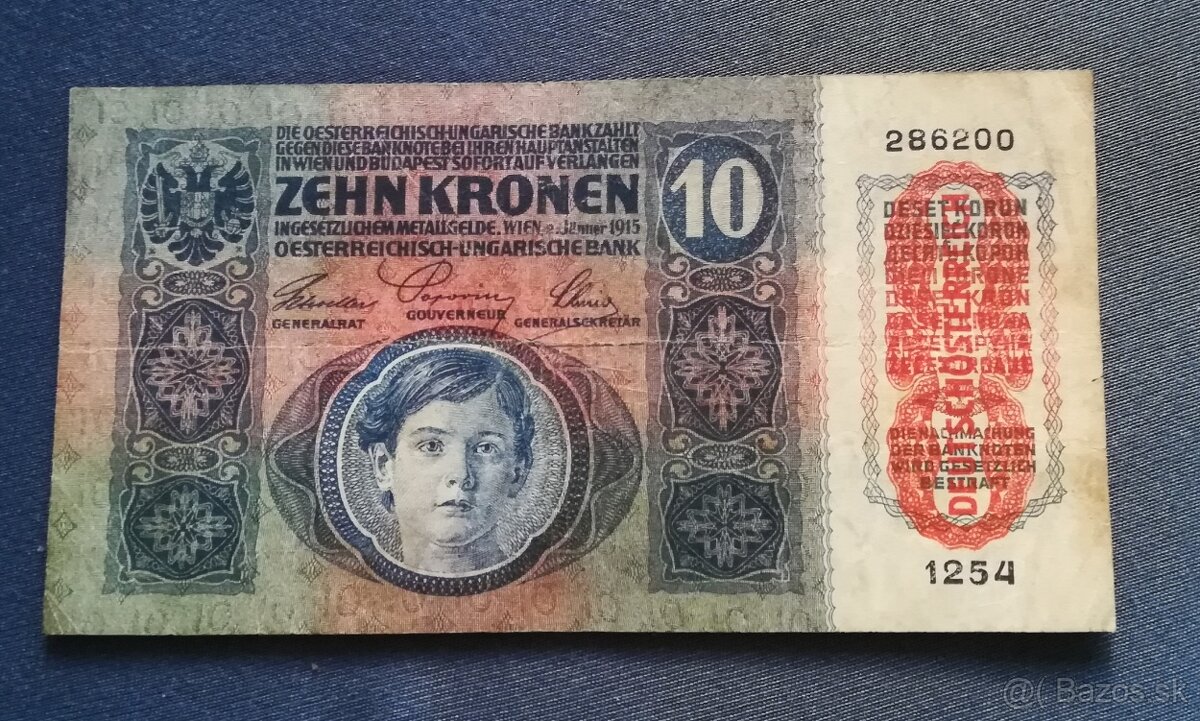 DIE OESTERREICHISCH-UNGARISCHE BANK ZAHLT
GEGEN DIESE BANKNOTE BEI IHREN HAUPTANSTALTEN
IN WIEN UND BUDAPEST SOFORT AUF VERLANGEN
ZEHN KRONEN
IN GESETZLICHEM METALLGELDE. WIEN, 2. Jänner 1915
OESTERREICHISCH-UNGARISCHE BANK
GENERALRAT
GOUVERNEUR
GENERALSEKRETÄR
10
286200
DESET KORUN
DEUTSCHÖSTERREICH
DIE NACHMACHUNG
DER BANKNOTEN
WIRD GESETZLICH
BESTRAFT
1254
@( Bazos.sk